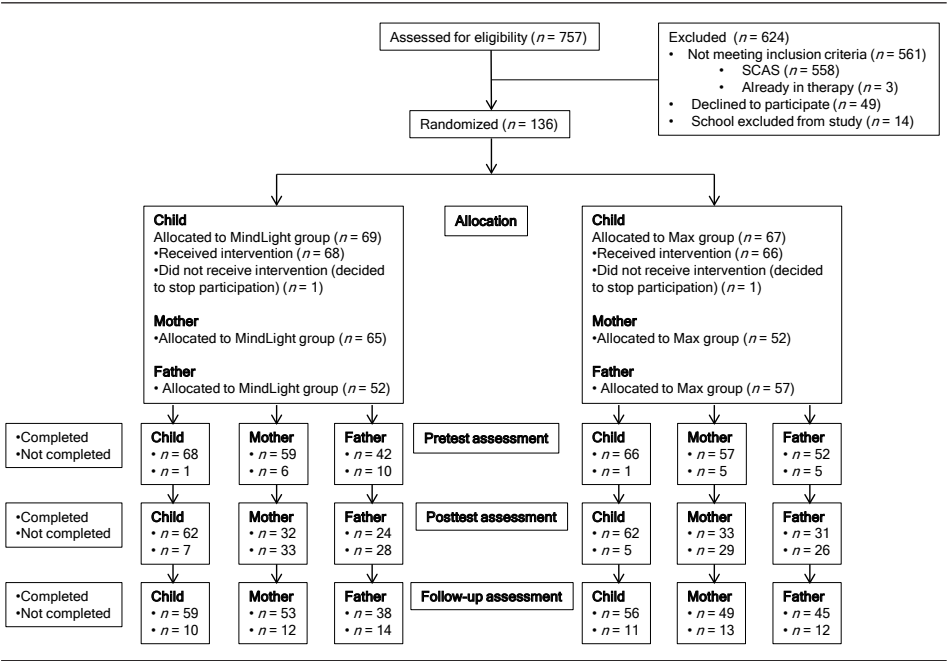 Assessed for eligibility (n = 757)
Excluded (n = 624)
• Not meeting inclusion criteria (n = 561)
• SCAS (n = 558)
• Already in therapy (n = 3)
• Declined to participate (n = 49)
• School excluded from study (n = 14)
Randomized (n = 136)
Allocation
Child
Allocated to MindLight group (n = 69)
•Received intervention (n = 68)
•Did not receive intervention (decided
to stop participation) (n = 1)
Mother
•Allocated to MindLight group (n = 65)
Father
• Allocated to MindLight group (n = 52)
Child
Allocated to Max group (n = 67)
•Received intervention (n = 66)
•Did not receive intervention (decided
to stop participation) (n = 1)
Mother
•Allocated to Max group (n = 52)
Father
• Allocated to Max group (n = 57)
•Completed
•Not completed
Child
• n = 68
• n = 1
Mother
• n = 59
• n = 6
Father
• n = 42
• n = 10
Pretest assessment
Child
• n = 66
• n = 1
Mother
• n = 57
• n = 5
Father
• n = 52
• n = 5
•Completed
•Not completed
Child
• n = 62
• n = 7
Mother
• n = 32
• n = 33
Father
• n = 24
• n = 28
Posttest assessment
Child
• n = 62
• n = 5
Mother
• n = 33
• n = 29
Father
• n = 31
• n = 26
•Completed
•Not completed
Child
• n = 59
• n = 10
Mother
• n = 53
• n = 12
Father
• n = 38
• n = 14
Follow-up assessment
Child
• n = 56
• n = 11
Mother
• n = 49
• n = 13
Father
• n = 45
• n = 12